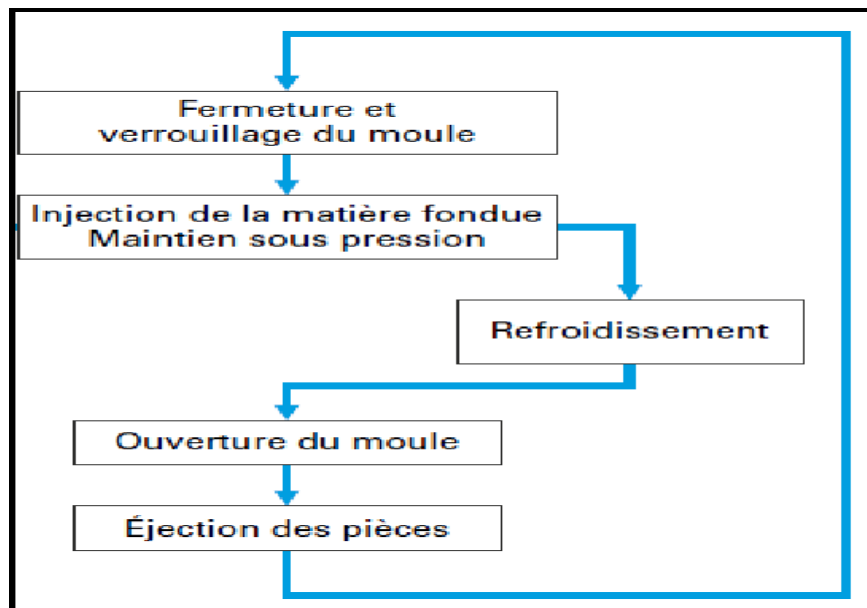 Fermeture et
verrouillage du moule
Injection de la matière fondue
Maintien sous pression
Refroidissement
Ouverture du moule
Éjection des pièces